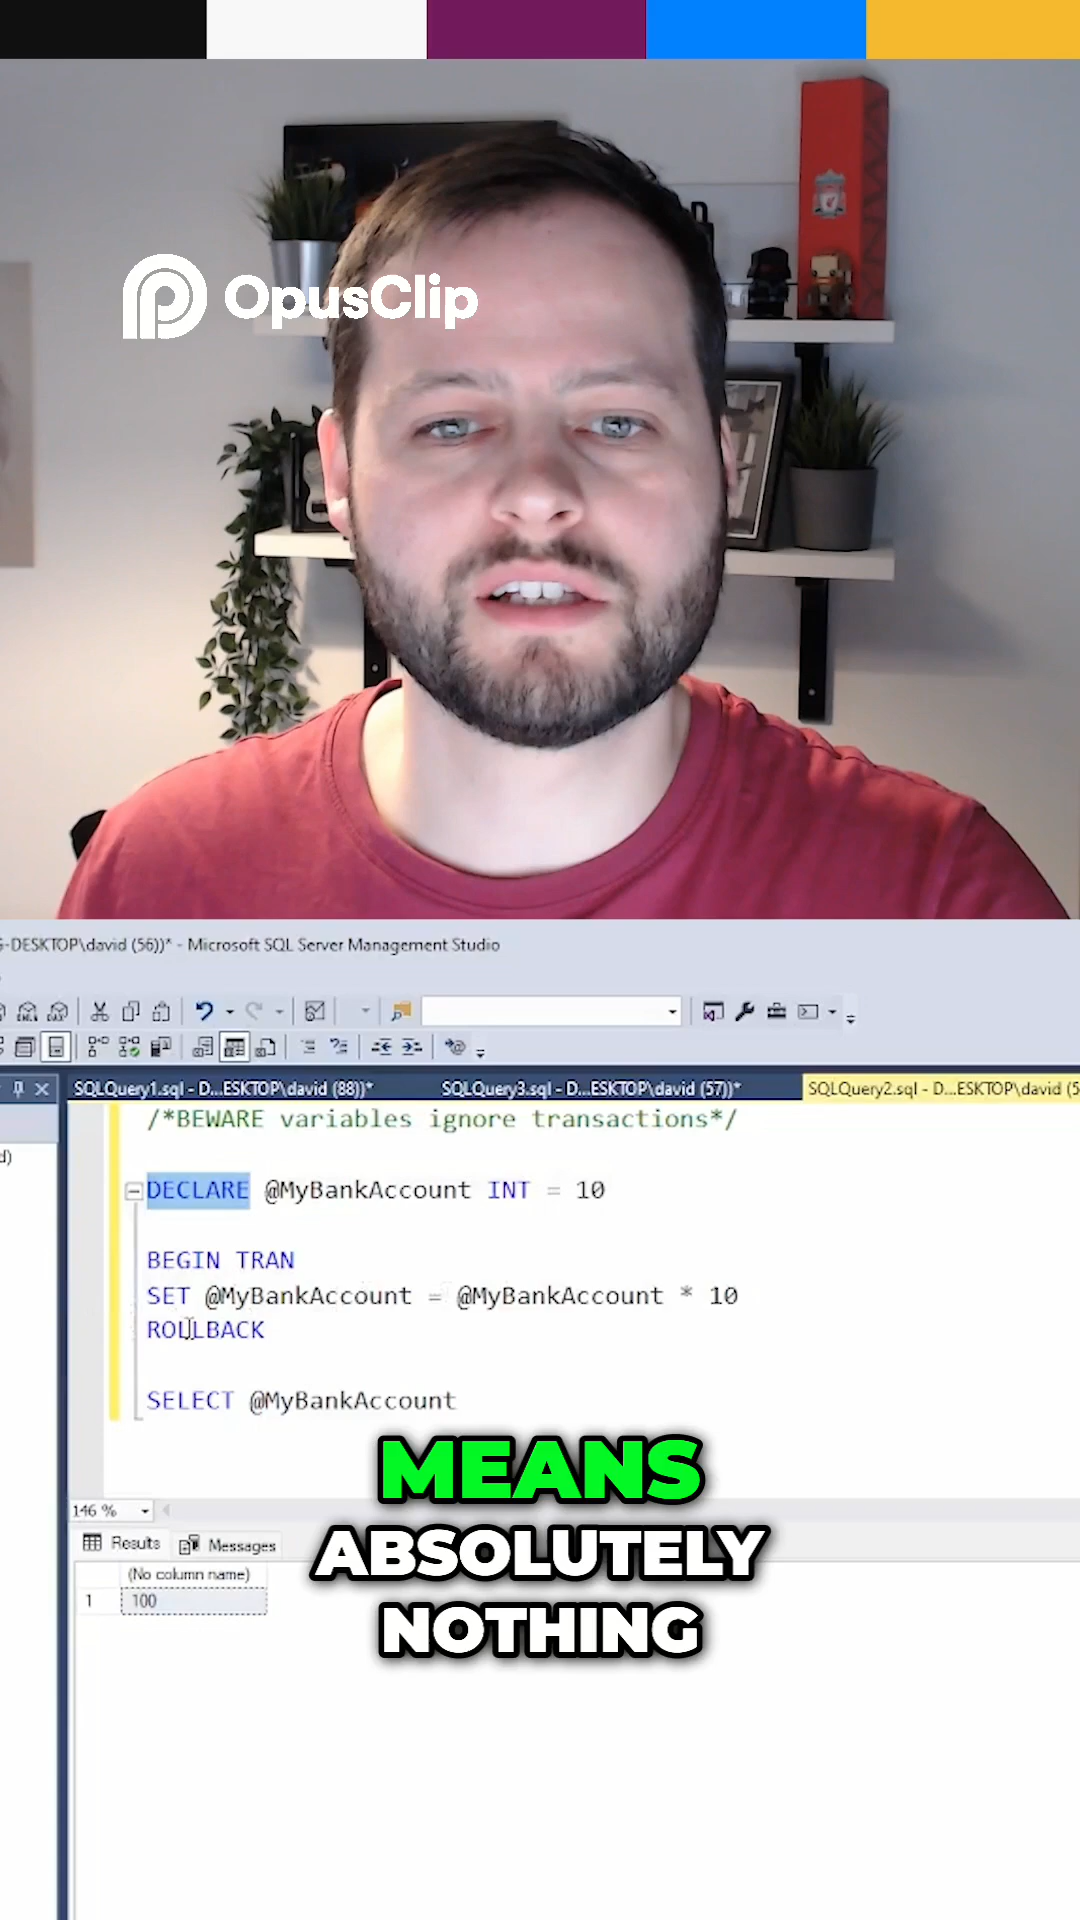 OpusClip
-DESKTOP\david (56))* - Microsoft SQL Server Management Studio
SQLQuery1.sql - D...ESKTOP\david (88))*
SQLQuery3.sql - D...ESKTOP\david (57))*
SQLQuery2.sql - D...ESKTOP\david (5
/*BEWARE variables ignore transactions*/
d)
DECLARE @MyBankAccount INT = 10
BEGIN TRAN
SET @MyBankAccount = @MyBankAccount * 10
ROLLBACK
SELECT @MyBankAccount
MEANS
ABSOLUTELY
NOTHING
146 %
Results
Messages
(No column name)
1 100